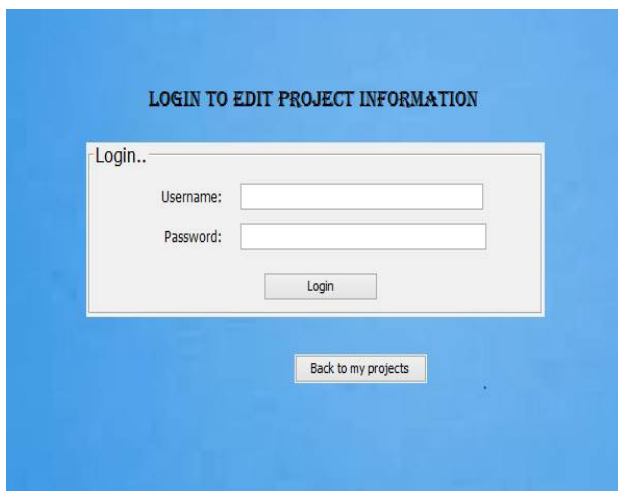 LOGIN TO EDIT PROJECT INFORMATION
Login..
Username:
Password:
Login
Back to my projects